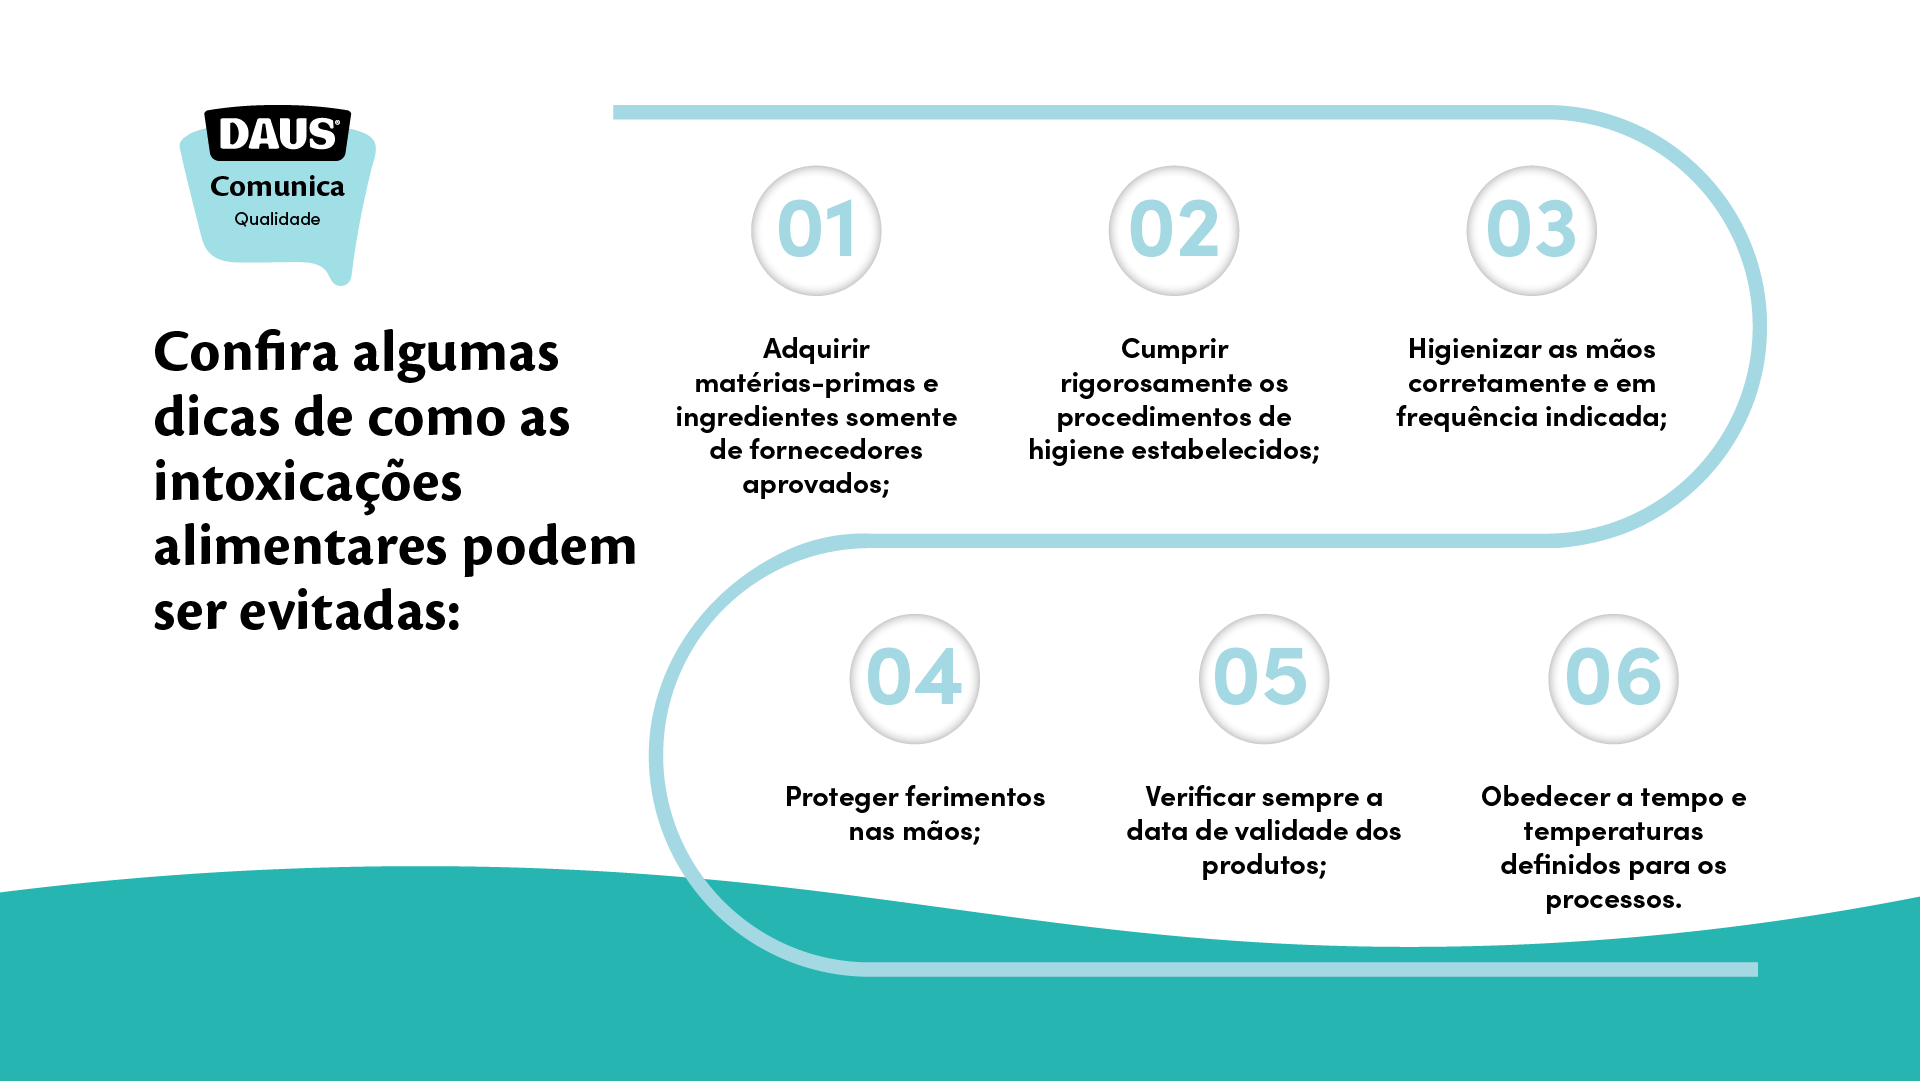 DAUS®
Comunica
Qualidade
Confira algumas
dicas de como as
intoxicações
alimentares podem
ser evitadas:
01
Adquirir
matérias-primas e
ingredientes somente
de fornecedores
aprovados;
02
Cumprir
rigorosamente os
procedimentos de
higiene estabelecidos;
03
Higienizar as mãos
corretamente e em
frequência indicada;
04
Proteger ferimentos
nas mãos;
05
Verificar sempre a
data de validade dos
produtos;
06
Obedecer a tempo e
temperaturas
definidos para os
processos.